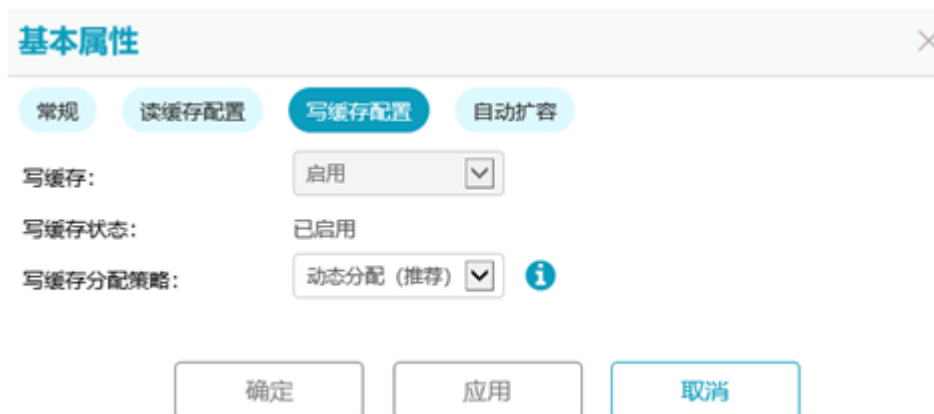 基本属性
常规 读缓存配置 写缓存配置 自动扩容
写缓存： 启用
写缓存状态： 已启用
写缓存分配策略： 动态分配（推荐）
确定 应用 取消